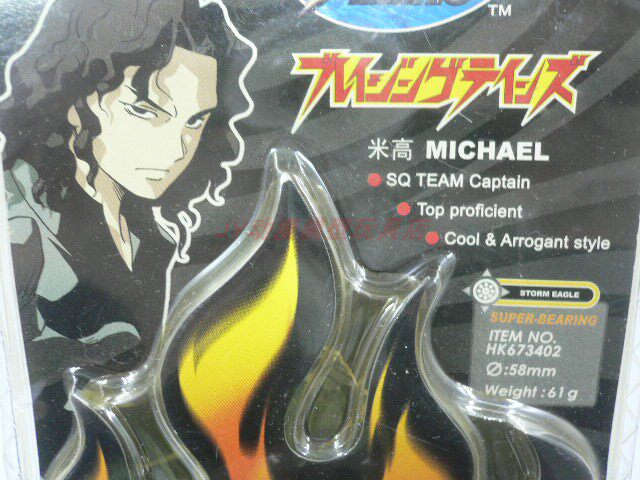 TM
ブレイジングティーンズ
米高 MICHAEL
SQ TEAM Captain
Top proficient
Cool & Arrogant style
STORM EAGLE
SUPER-BEARING
ITEM NO.
HK673402
Ø:58mm
Weight:61g